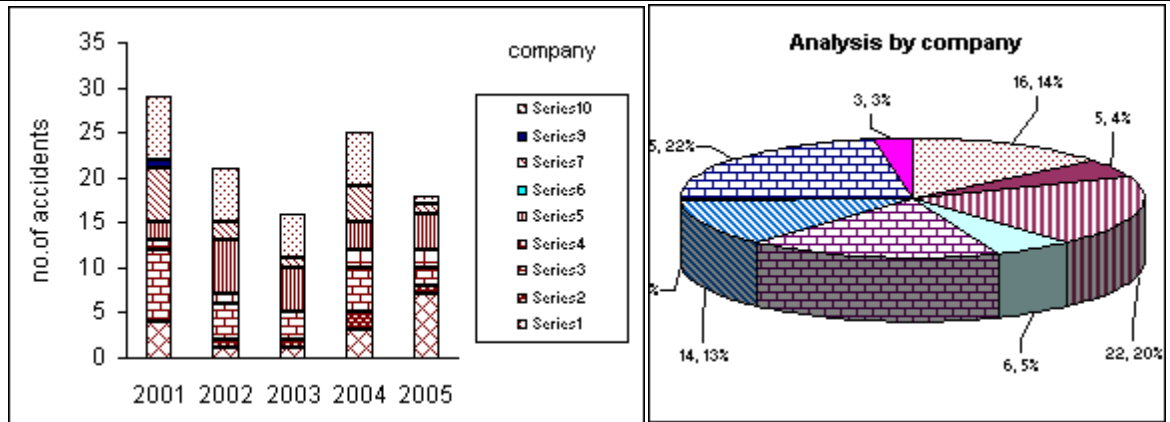 35
30
25
20
15
10
5
0
no.of accidents
2001 2002 2003 2004 2005
company
Series10
Series9
Series7
Series6
Series5
Series4
Series3
Series2
Series1
Analysis by company
16, 14%
3, 3%
5, 4%
5, 22%
%
14, 13%
6, 5%
22, 20%